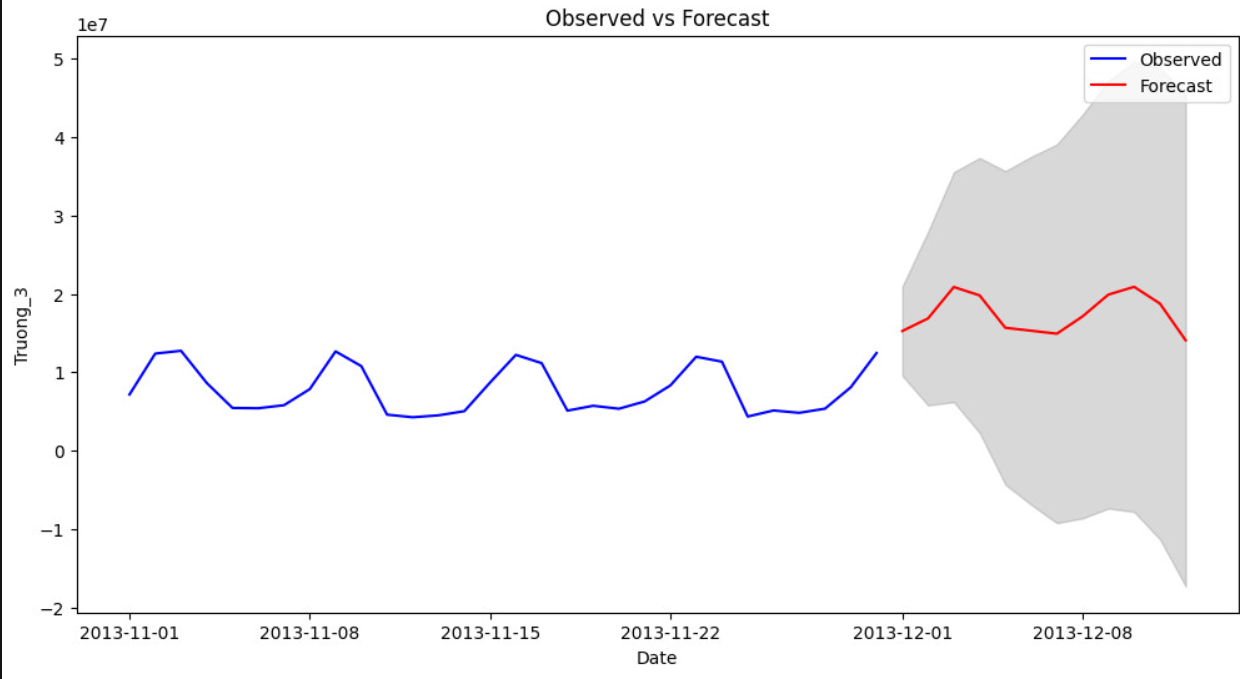 Observed vs Forecast
1e7
5
4
3
2
1
0
−1
−2
Truong_3
Observed
Forecast
2013-11-01 2013-11-08 2013-11-15 2013-11-22 2013-12-01 2013-12-08
Date